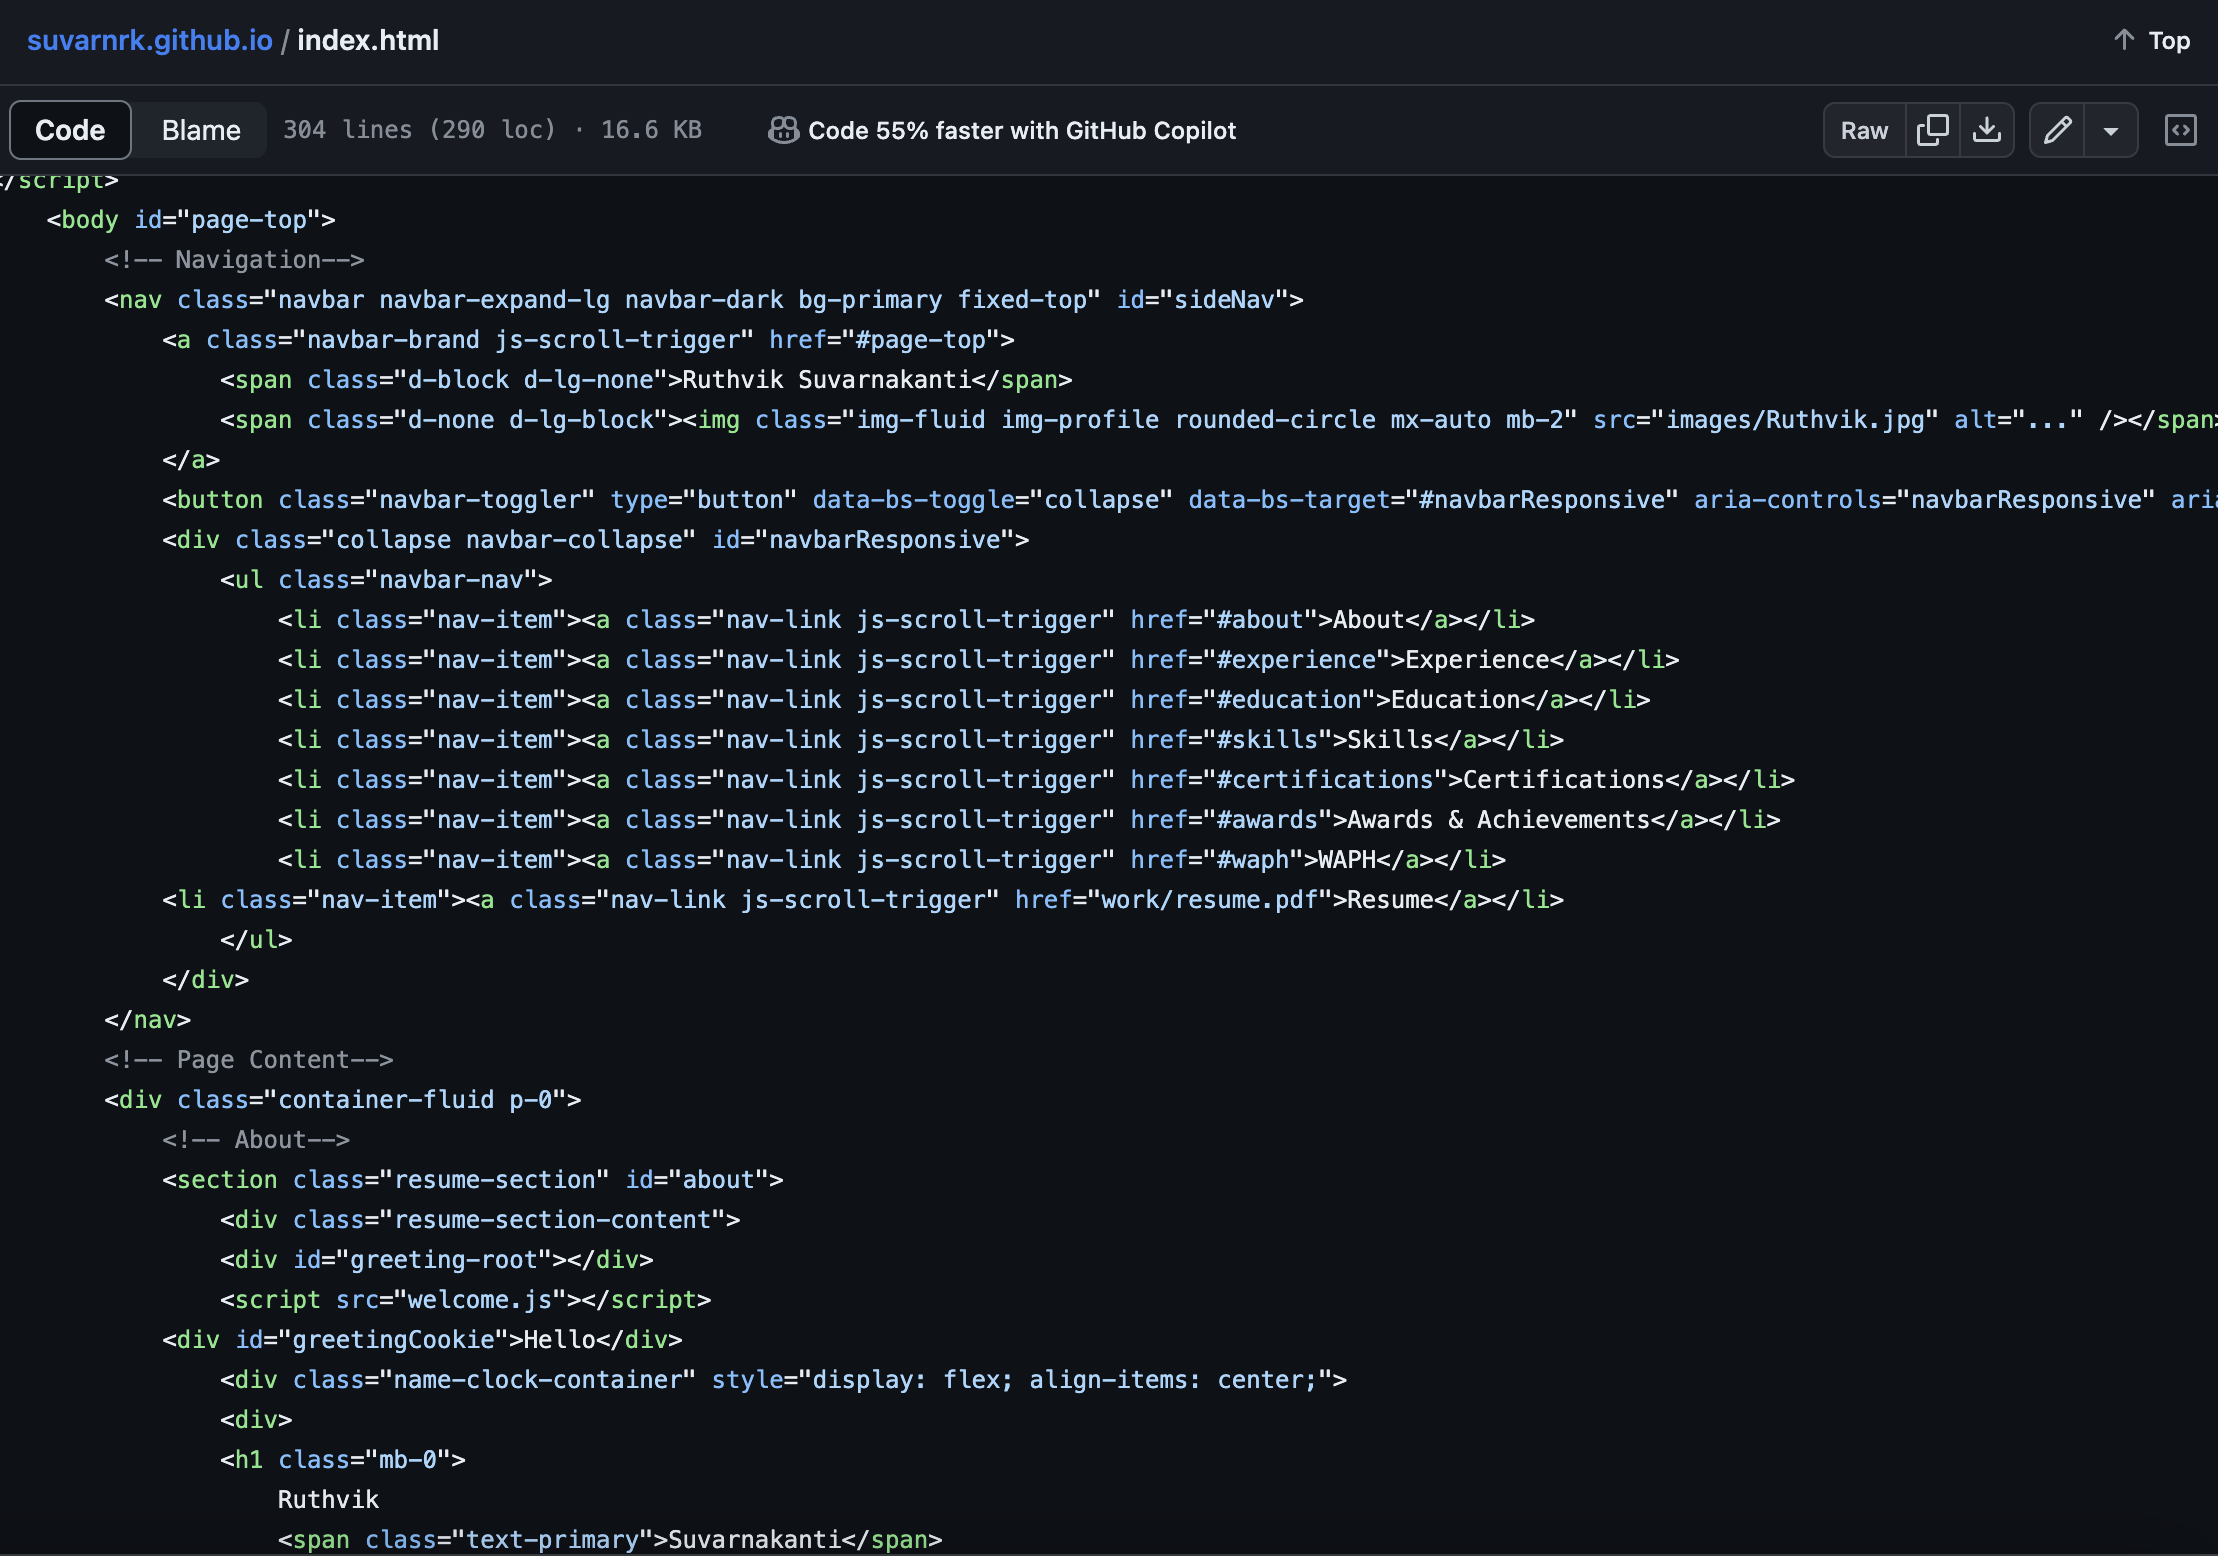 suvarnrk.github.io / index.html
Top
Code Blame 304 lines (290 loc) · 16.6 KB Code 55% faster with GitHub Copilot Raw
</script>
<body id="page-top">
<!-- Navigation-->
<nav class="navbar navbar-expand-lg navbar-dark bg-primary fixed-top" id="sideNav">
<a class="navbar-brand js-scroll-trigger" href="#page-top">
<span class="d-block d-lg-none">Ruthvik Suvarnakanti</span>
<span class="d-none d-lg-block"><img class="img-fluid img-profile rounded-circle mx-auto mb-2" src="images/Ruthvik.jpg" alt="..." /></span>
</a>
<button class="navbar-toggler" type="button" data-bs-toggle="collapse" data-bs-target="#navbarResponsive" aria-controls="navbarResponsive" aria
<div class="collapse navbar-collapse" id="navbarResponsive">
<ul class="navbar-nav">
<li class="nav-item"><a class="nav-link js-scroll-trigger" href="#about">About</a></li>
<li class="nav-item"><a class="nav-link js-scroll-trigger" href="#experience">Experience</a></li>
<li class="nav-item"><a class="nav-link js-scroll-trigger" href="#education">Education</a></li>
<li class="nav-item"><a class="nav-link js-scroll-trigger" href="#skills">Skills</a></li>
<li class="nav-item"><a class="nav-link js-scroll-trigger" href="#certifications">Certifications</a></li>
<li class="nav-item"><a class="nav-link js-scroll-trigger" href="#awards">Awards & Achievements</a></li>
<li class="nav-item"><a class="nav-link js-scroll-trigger" href="#waph">WAPH</a></li>
<li class="nav-item"><a class="nav-link js-scroll-trigger" href="work/resume.pdf">Resume</a></li>
</ul>
</div>
</nav>
<!-- Page Content-->
<div class="container-fluid p-0">
<!-- About-->
<section class="resume-section" id="about">
<div class="resume-section-content">
<div id="greeting-root"></div>
<script src="welcome.js"></script>
<div id="greetingCookie">Hello</div>
<div class="name-clock-container" style="display: flex; align-items: center;">
<div>
<h1 class="mb-0">
Ruthvik
<span class="text-primary">Suvarnakanti</span>